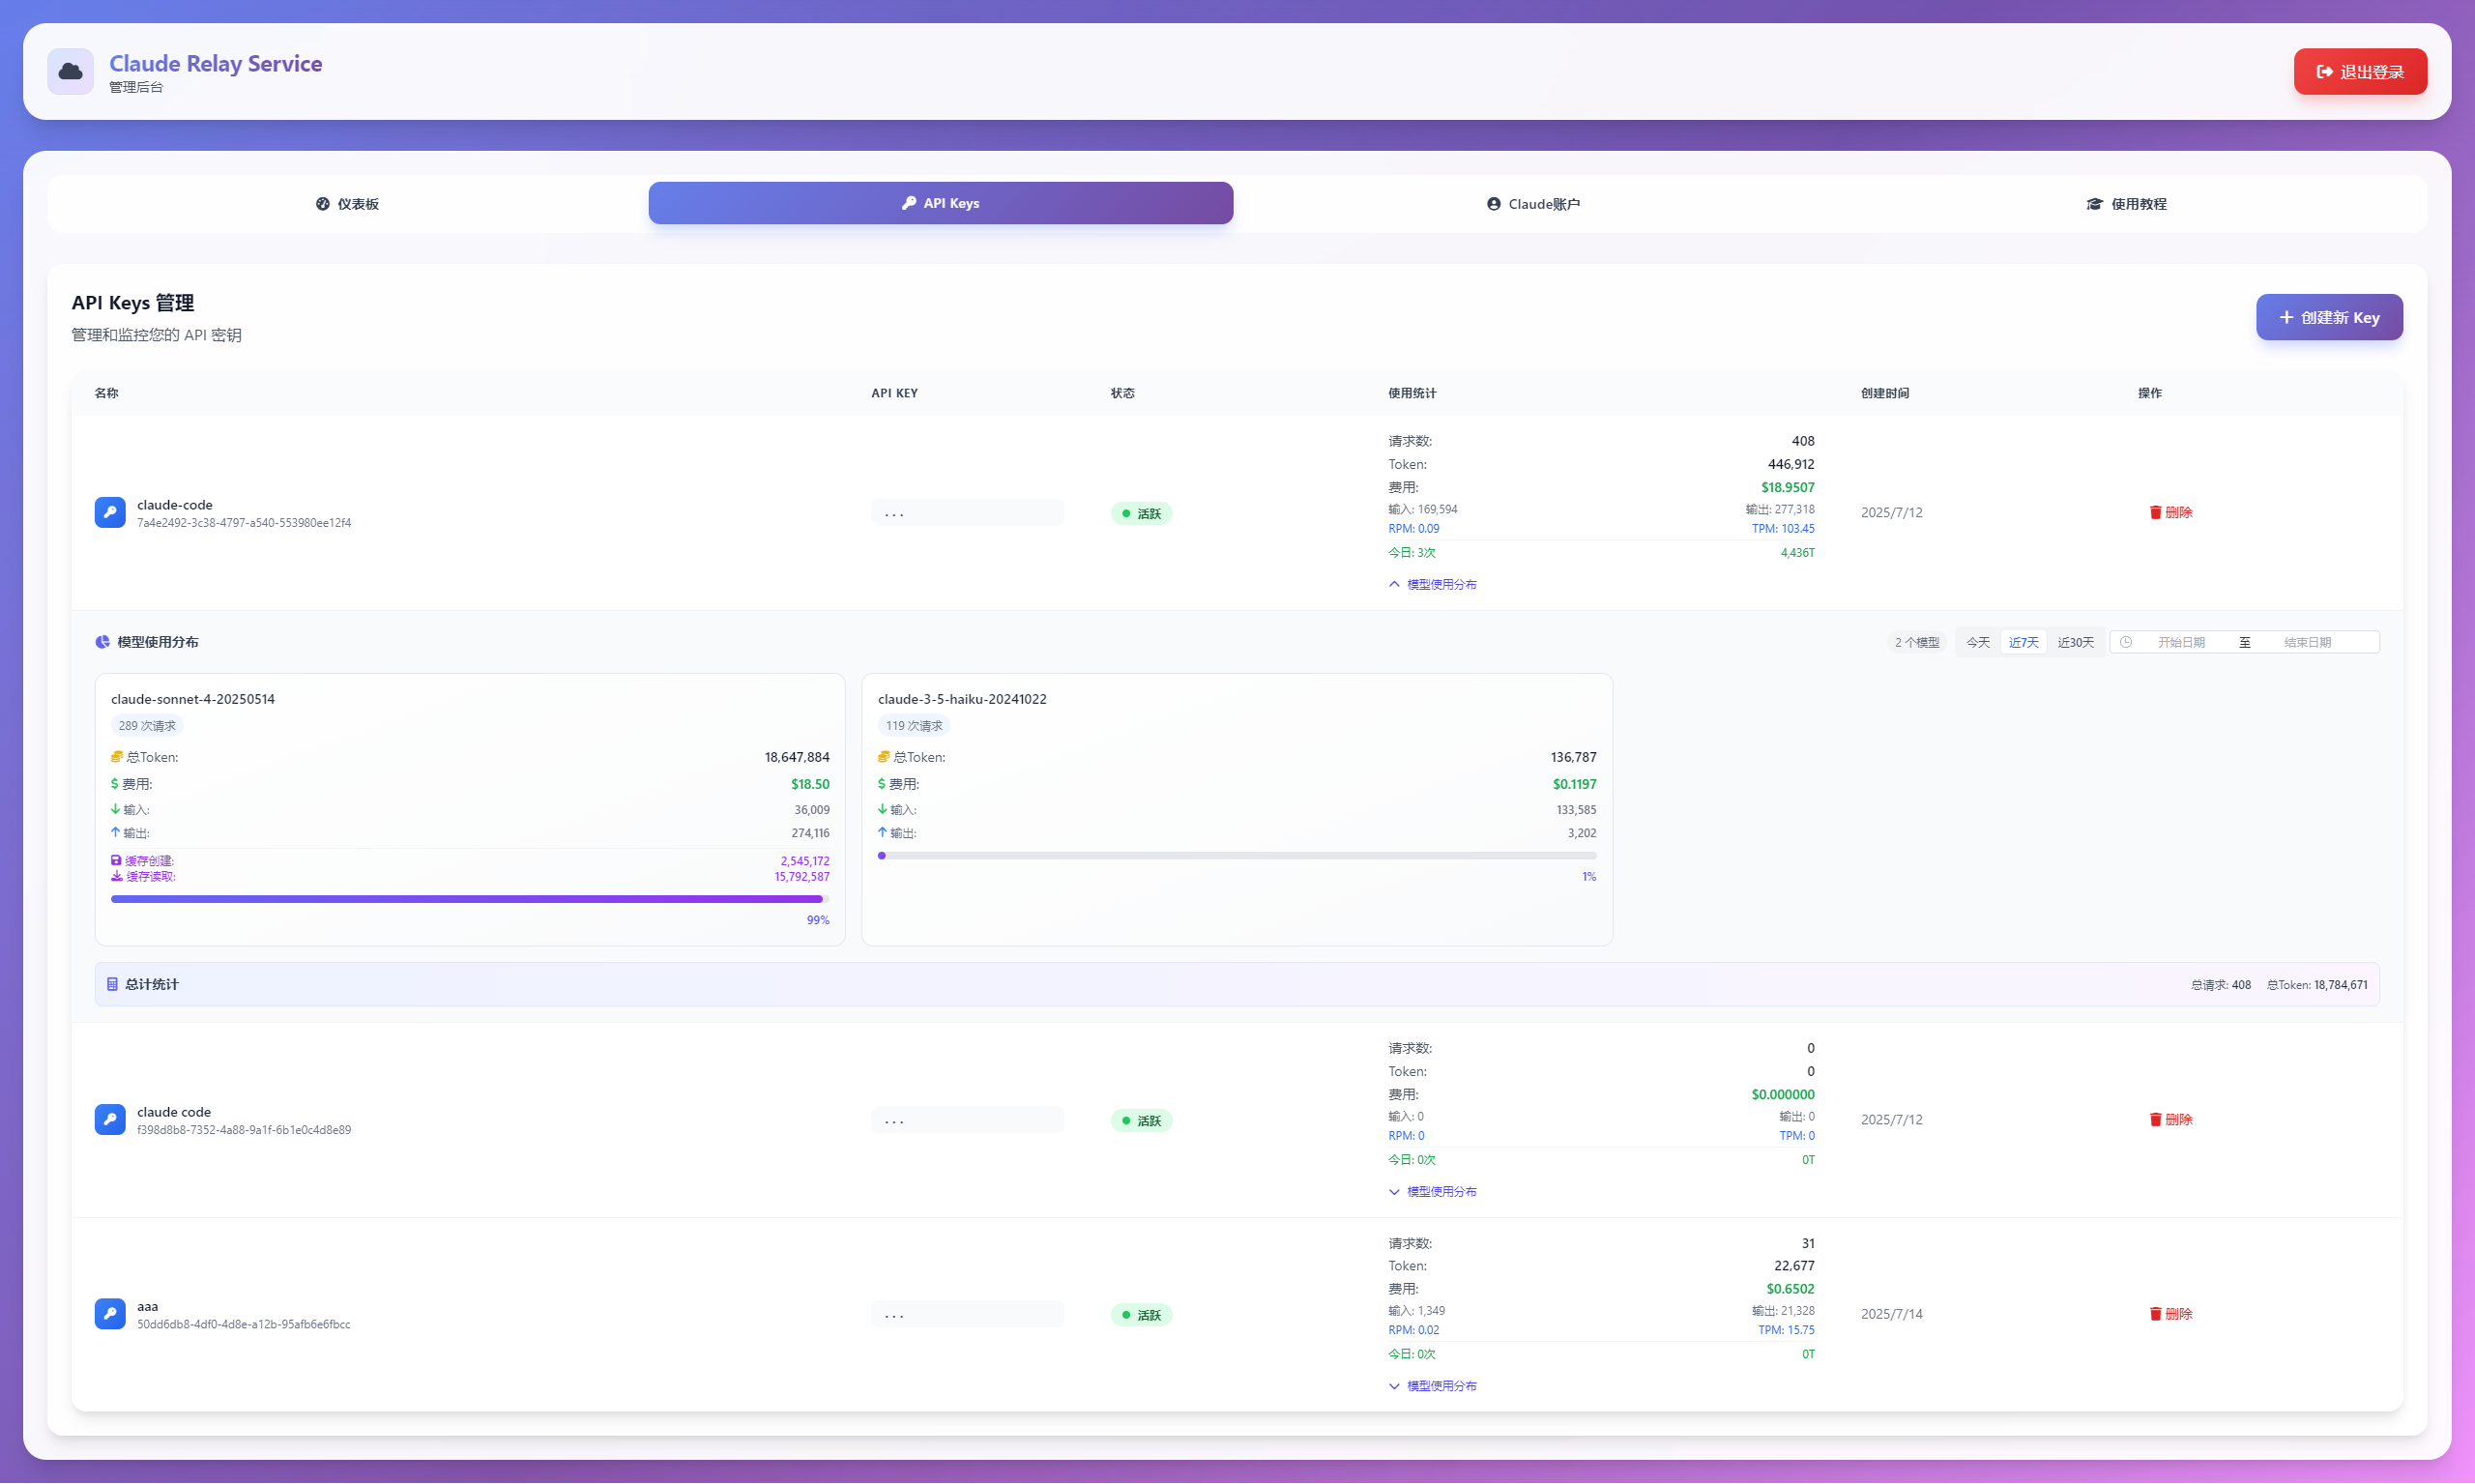 Claude Relay Service
管理后台
退出登录
仪表板
API Keys
Claude账户
使用教程
API Keys 管理
管理和监控您的 API 密钥
创建新 Key
名称 API KEY 状态 使用统计 创建时间 操作
claude-code
7a4e2492-3c38-4797-a540-553980ee12f4
...
活跃
请求数: 408
Token: 446,912
费用: $18.9507
输入: 169,594 输出: 277,318
RPM: 0.09 TPM: 103.45
今日: 3次 4,436T
模型使用分布
2025/7/12
删除
模型使用分布
2 个模型 今天 近7天 近30天 开始日期 至 结束日期
claude-sonnet-4-20250514
289 次请求
总Token: 18,647,884
$ 费用: $18.50
输入: 36,009
输出: 274,116
缓存创建: 2,545,172
缓存读取: 15,792,587
99%
claude-3-5-haiku-20241022
119 次请求
总Token: 136,787
$ 费用: $0.1197
输入: 133,585
输出: 3,202
1%
总计统计 总请求: 408 总Token: 18,784,671
claude code
f398d8b8-7352-4a88-9a1f-6b1e0c4d8e89
...
活跃
请求数: 0
Token: 0
费用: $0.000000
输入: 0 输出: 0
RPM: 0 TPM: 0
今日: 0次 0T
模型使用分布
2025/7/12
删除
aaa
50dd6db8-4df0-4d8e-a12b-95afb6e6fbcc
...
活跃
请求数: 31
Token: 22,677
费用: $0.6502
输入: 1,349 输出: 21,328
RPM: 0.02 TPM: 15.75
今日: 0次 0T
模型使用分布
2025/7/14
删除